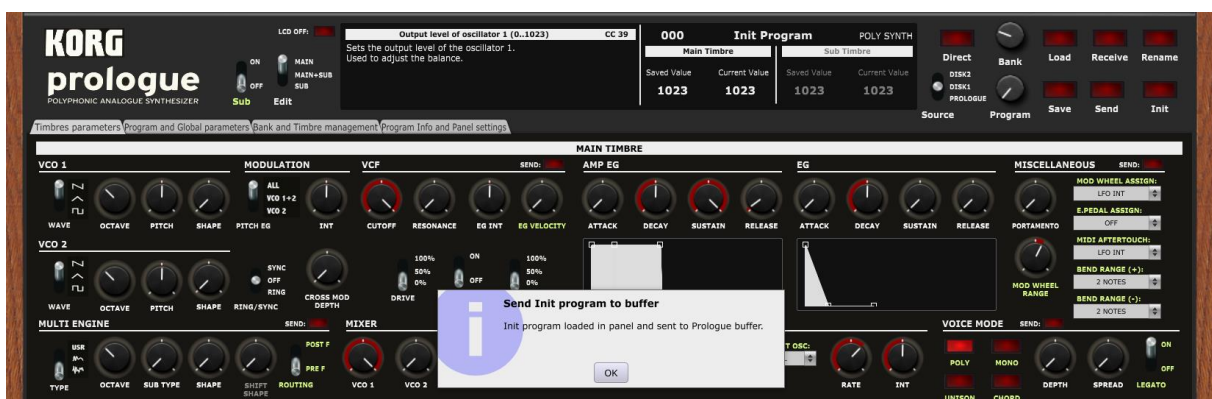 KORG
prologue
POLYPHONIC ANALOGUE SYNTHESIZER
LCD OFF:
ON
OFF
Sub
MAIN
MAIN+SUB
SUB
Edit
Output level of oscillator 1 (0..1023) CC 39
Sets the output level of the oscillator 1.
Used to adjust the balance.
000 Init Program POLY SYNTH
Main Timbre Sub Timbre
Saved Value Current Value Saved Value Current Value
1023 1023 1023 1023
Direct Bank Load Receive Rename
DISK2
DISK1
PROLOGUE
Source Program Save Send Init
Timbres parameters Program and Global parameters Bank and Timbre management Program Info and Panel settings
MAIN TIMBRE
VCO 1 MODULATION VCF SEND: AMP EG EG MISCELLANEOUS SEND:
ALL
VCO 1+2
VCO 2
WAVE OCTAVE PITCH SHAPE PITCH EG INT CUTOFF RESONANCE EG INT EG VELOCITY ATTACK DECAY SUSTAIN RELEASE ATTACK DECAY SUSTAIN RELEASE PORTAMENTO
MOD WHEEL ASSIGN:
LFO INT
E.PEDAL ASSIGN:
OFF
MIDI AFTERTOUCH:
LFO INT
BEND RANGE (+):
2 NOTES
BEND RANGE (-):
2 NOTES
MOD WHEEL
RANGE
VCO 2
WAVE OCTAVE PITCH SHAPE RING/SYNC
SYNC
OFF
RING
CROSS MOD
DEPTH
100%
50%
0%
DRIVE
ON
OFF
100%
50%
0%
Send Init program to buffer
Init program loaded in panel and sent to Prologue buffer.
OK
MULTI ENGINE SEND: MIXER
USR
TYPE OCTAVE SUB TYPE SHAPE SHIFT
SHAPE
POST F
PRE F
ROUTING
VCO 1 VCO 2
T OSC:
RATE INT
VOICE MODE SEND:
POLY MONO
UNISON CHORD
DEPTH SPREAD LEGATO
ON
OFF